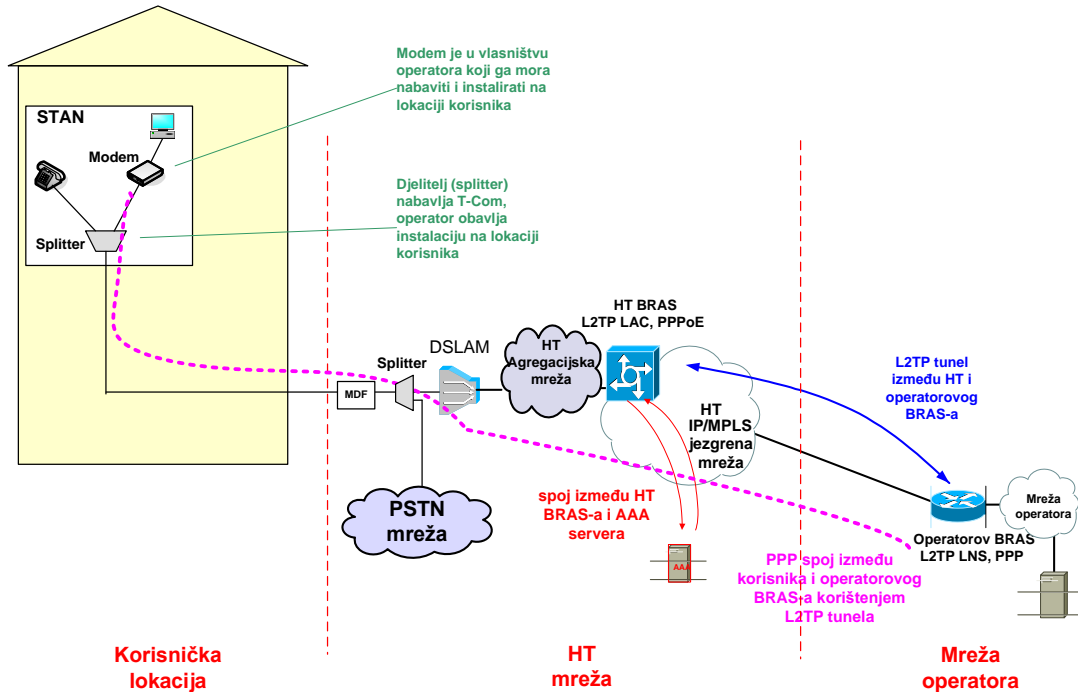 Modem je u vlasništvu
operatora koji ga mora
nabaviti i instalirati na
lokaciji korisnika
STAN
Modem
Djelitelj (splitter)
nabavlja T-Com,
operator obavlja
instalaciju na lokaciji
korisnika
Splitter
HT BRAS
L2TP LAC, PPPoE
DSLAM
Splitter
HT
Agregacijska
mreža
L2TP tunel
između HT i
operatorovog
BRAS-a
MDF
HT
IP/MPLS
jezgrena
mreža
PSTN
mreža
spoj između HT
BRAS-a i AAA
servera
AAA
Mreža
operatora
Operatorov BRAS
L2TP LNS, PPP
PPP spoj između
korisnika i operatorovog
BRAS-a korištenjem
L2TP tunela
Korisnička
lokacija
HT
mreža
Mreža
operatora